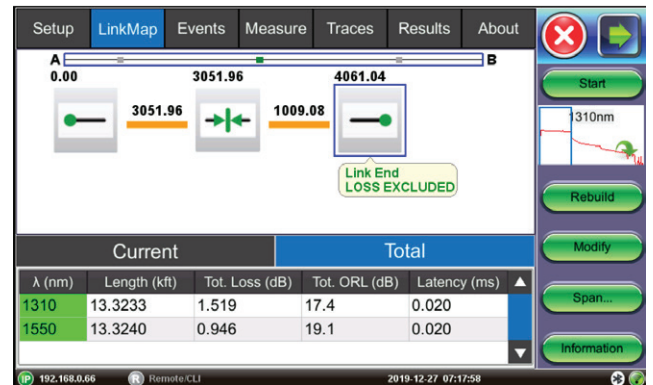 Setup LinkMap Events Measure Traces Results About
A B
0.00 3051.96 4061.04
3051.96 1009.08
Link End
LOSS EXCLUDED
Start
1310nm
Rebuild
Modify
Span...
Information
Current Total
λ (nm) Length (kft) Tot. Loss (dB) Tot. ORL (dB) Latency (ms)
1310 13.3233 1.519 17.4 0.020
1550 13.3240 0.946 19.1 0.020
IP 192.168.0.66 R Remote/CLI 2019-12-27 07:17:58